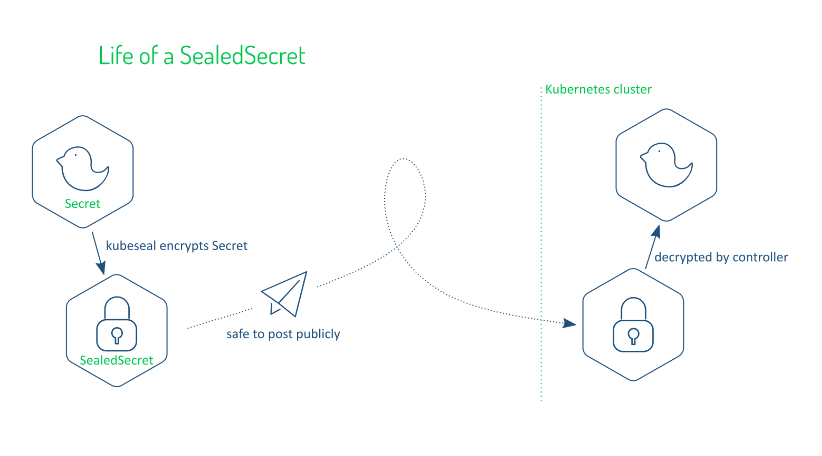 Life of a SealedSecret
Kubernetes cluster
Secret
kubeseal encrypts Secret
decrypted by controller
safe to post publicly
SealedSecret